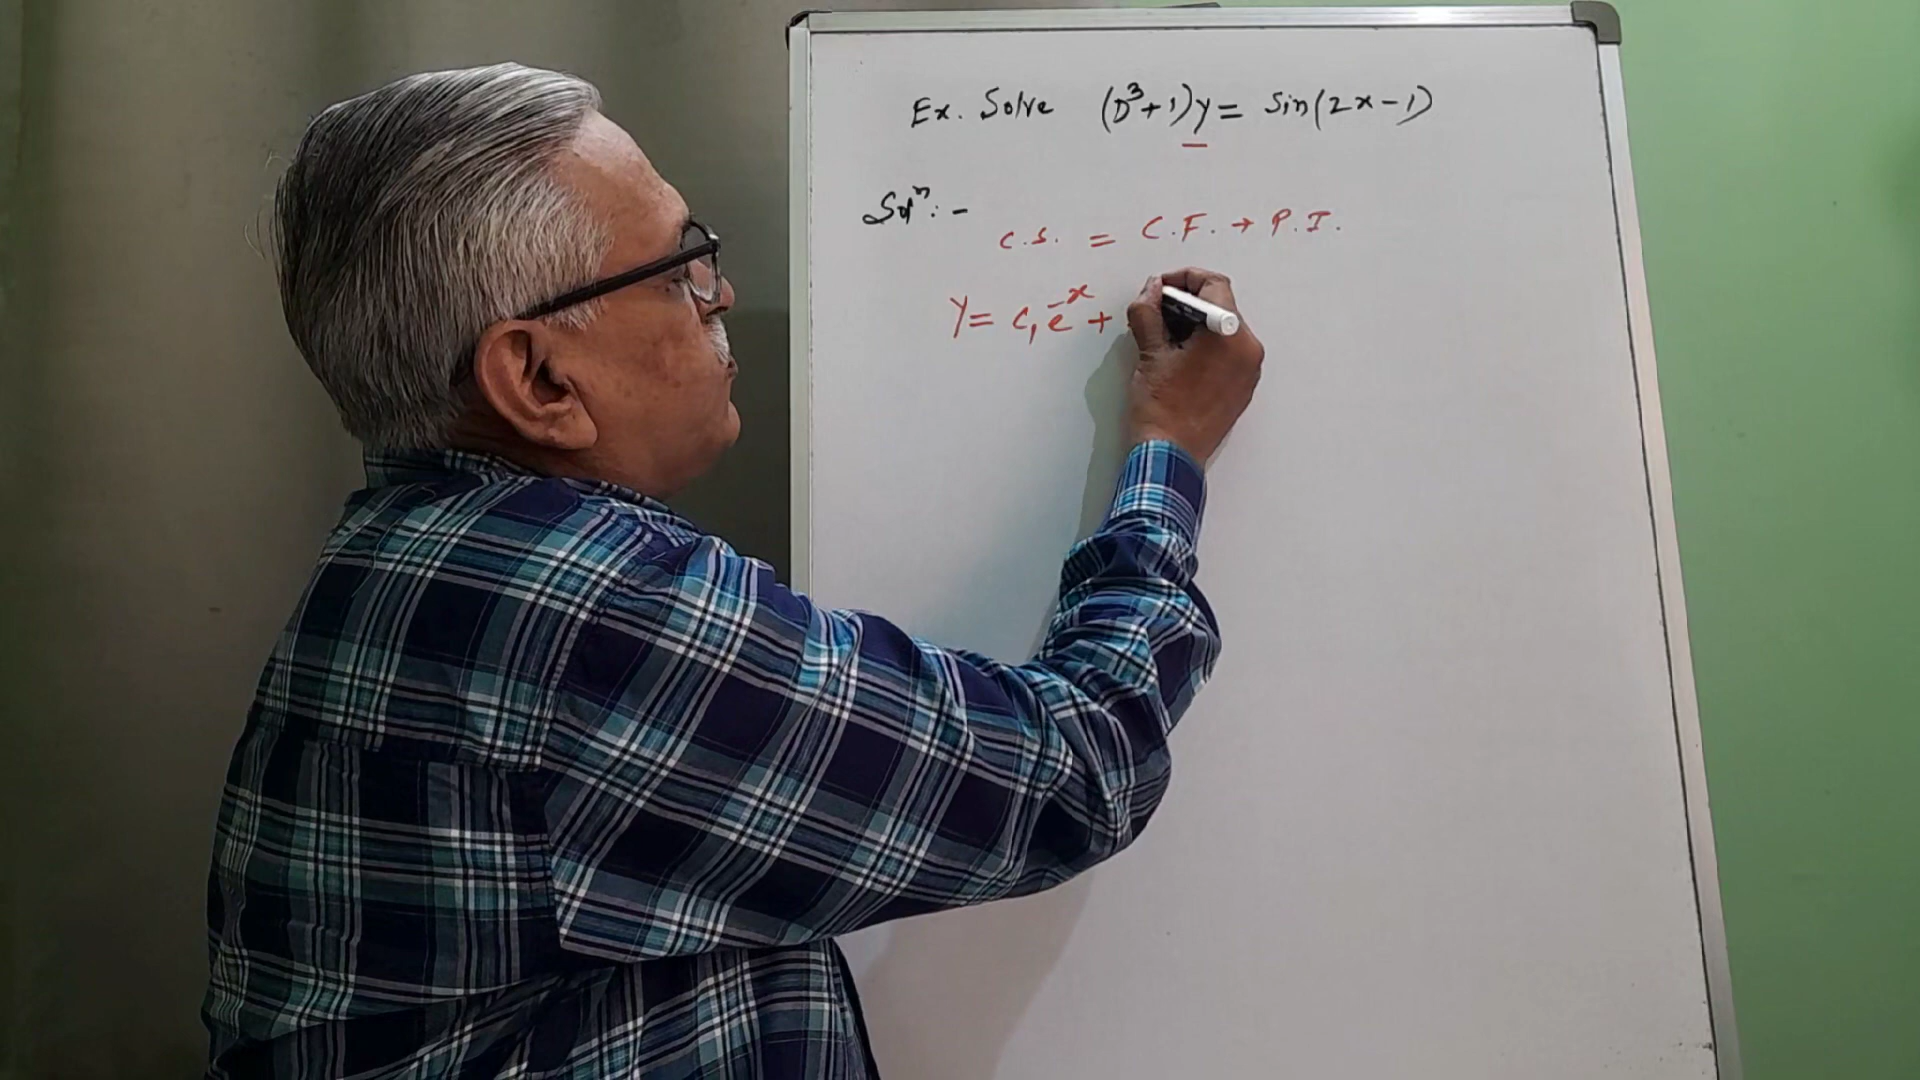 Ex. Solve (D³+1)y = sin(2x-1)
Solⁿ:-
C.S. = C.F. + P.I.
y = c₁e⁻ˣ +